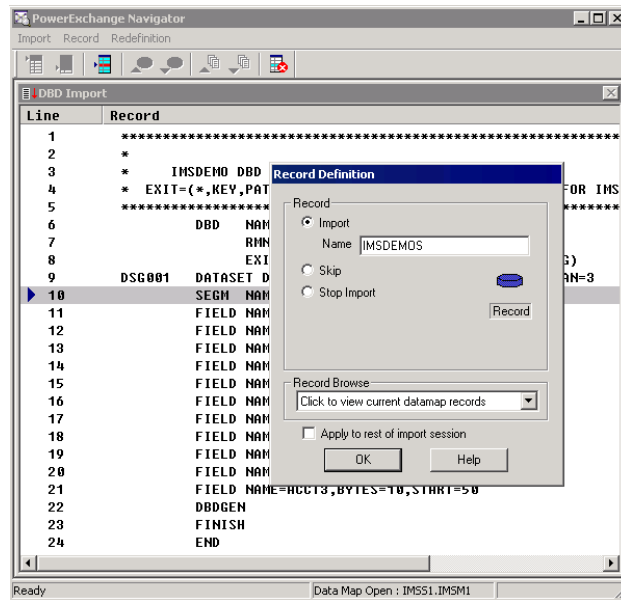 PowerExchange Navigator
Import Record Redefinition
DBD Import
Line Record
1 ************************************************************
2 *
3 * IMSDEMO DBD
4 * EXIT=(*,KEY,PAT FOR IMS
5 ************************************************************
6 DBD NAM
7 RMN
8 EXI G)
9 DSG001 DATASET D AN=3
10 SEGM NAM
11 FIELD NAM
12 FIELD NAM
13 FIELD NAM
14 FIELD NAM
15 FIELD NAM
16 FIELD NAM
17 FIELD NAM
18 FIELD NAM
19 FIELD NAM
20 FIELD NAM
21 FIELD NAME=ACCT3,BYTES=10,START=50
22 DBDGEN
23 FINISH
24 END
Record Definition
Record
Import
Name IMSDEMOS
Skip
Stop Import
Record
Record Browse
Click to view current datamap records
Apply to rest of import session
OK Help
Ready Data Map Open : IMSS1.IMSM1